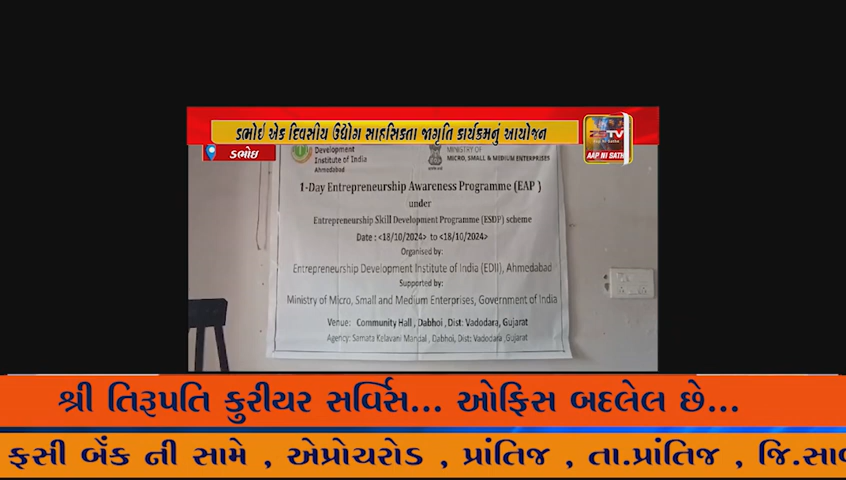 ડભોઇ એક દિવસીય ઉદ્યોગ સાહસિકતા જાગૃતિ કાર્યક્રમનું આયોજન
ડભોઇ
ZSTV
Aap Ni Sathe
AAP NI SATH
Development
Institute of India
Ahmedabad
MINISTRY OF
MICRO, SMALL & MEDIUM ENTERPRISES
1-Day Entrepreneurship Awareness Programme (EAP )
under
Entrepreneurship Skill Development Programme (ESDP) scheme
Date : <18/10/2024> to <18/10/2024>
Organised by:
Entrepreneurship Development Institute of India (EDII), Ahmedabad
Supported by:
Ministry of Micro, Small and Medium Enterprises, Government of India
Venue: Community Hall , Dabhoi , Dist: Vadodara, Gujarat
Agency: Samata Kelavani Mandal , Dabhoi, Dist: Vadodara ,Gujarat
શ્રી તિરૂપતિ કુરીયર સર્વિસ... ઓફિસ બદલેલ છે...
ફસી બેંક ની સામે , એપ્રોચરોડ , પ્રાંતિજ , તા.પ્રાંતિજ , જિ.સા